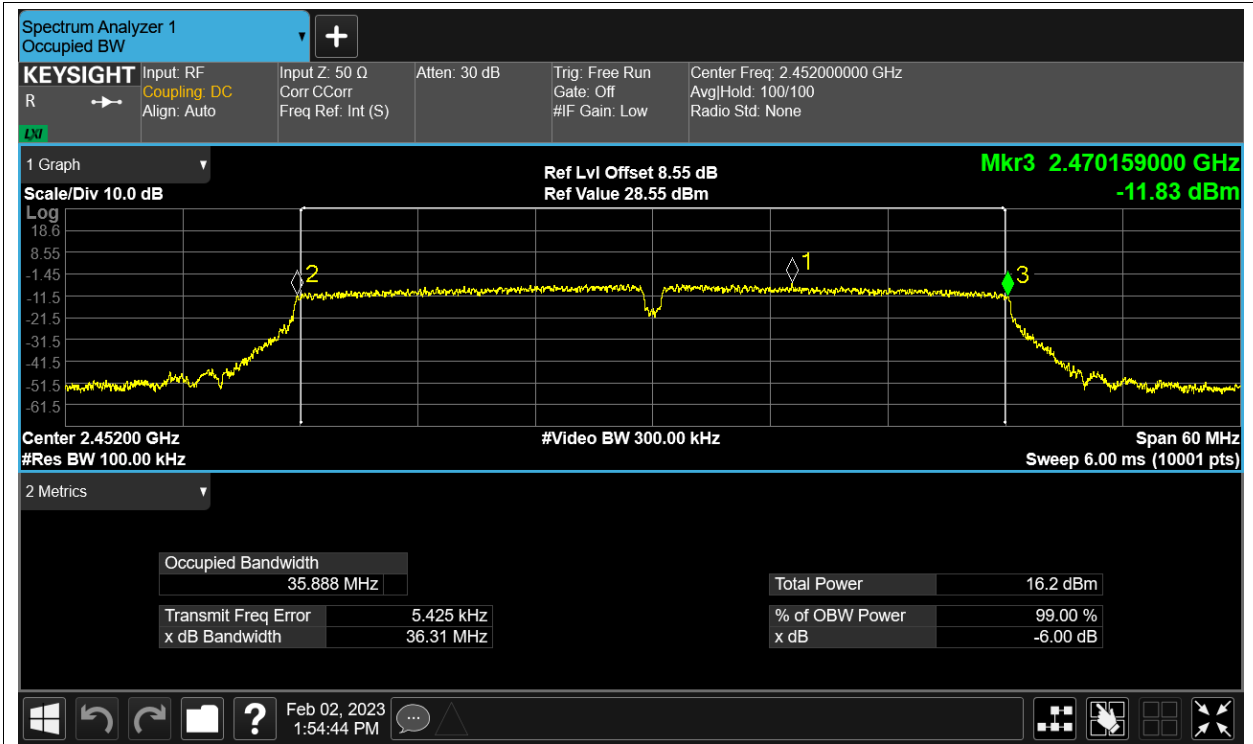 Spectrum Analyzer 1
Occupied BW
KEYSIGHT
R
LXI
Input: RF
Coupling: DC
Align: Auto
Input Z: 50 Ω
Corr CCorr
Freq Ref: Int (S)
Atten: 30 dB
Trig: Free Run
Gate: Off
#IF Gain: Low
Center Freq: 2.452000000 GHz
Avg|Hold: 100/100
Radio Std: None
1 Graph
Scale/Div 10.0 dB
Ref Lvl Offset 8.55 dB
Ref Value 28.55 dBm
Mkr3 2.470159000 GHz
-11.83 dBm
Log
18.6
8.55
-1.45
-11.5
-21.5
-31.5
-41.5
-51.5
-61.5
2
1
3
Center 2.45200 GHz
#Res BW 100.00 kHz
#Video BW 300.00 kHz
Span 60 MHz
Sweep 6.00 ms (10001 pts)
2 Metrics
Occupied Bandwidth
35.888 MHz
Transmit Freq Error 5.425 kHz
x dB Bandwidth 36.31 MHz
Total Power 16.2 dBm
% of OBW Power 99.00 %
x dB -6.00 dB
?
Feb 02, 2023
1:54:44 PM